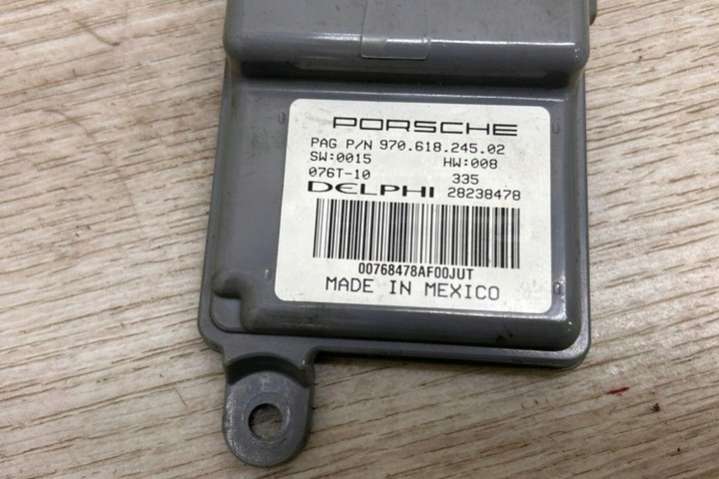 PORSCHE
PAG P/N 970.618.245.02
SW:0015 HW:008
076T-10 335
DELPHI 28238478
00768478AF00JUT
MADE IN MEXICO